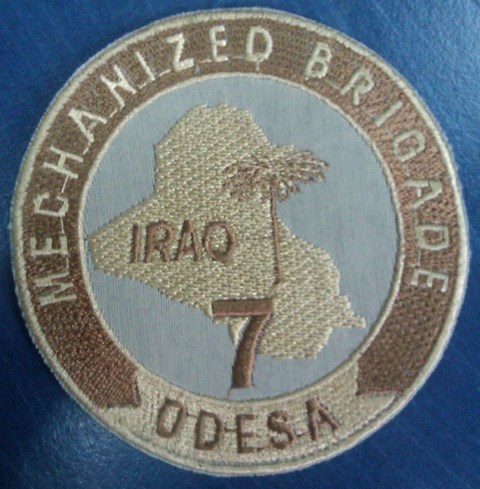 MECHANIZED BRIGADE
IRAQ
7
ODESA